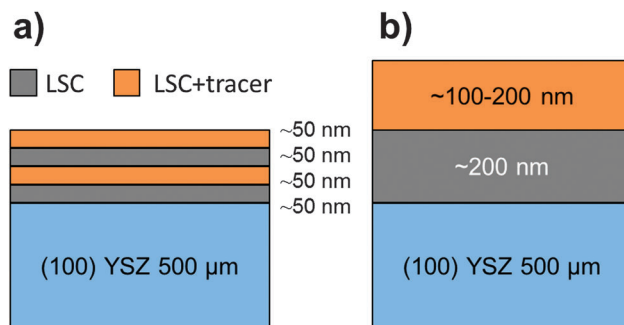 a)
b)
LSC
LSC+tracer
~50 nm
~50 nm
~50 nm
~50 nm
(100) YSZ 500 µm
~100-200 nm
~200 nm
(100) YSZ 500 µm